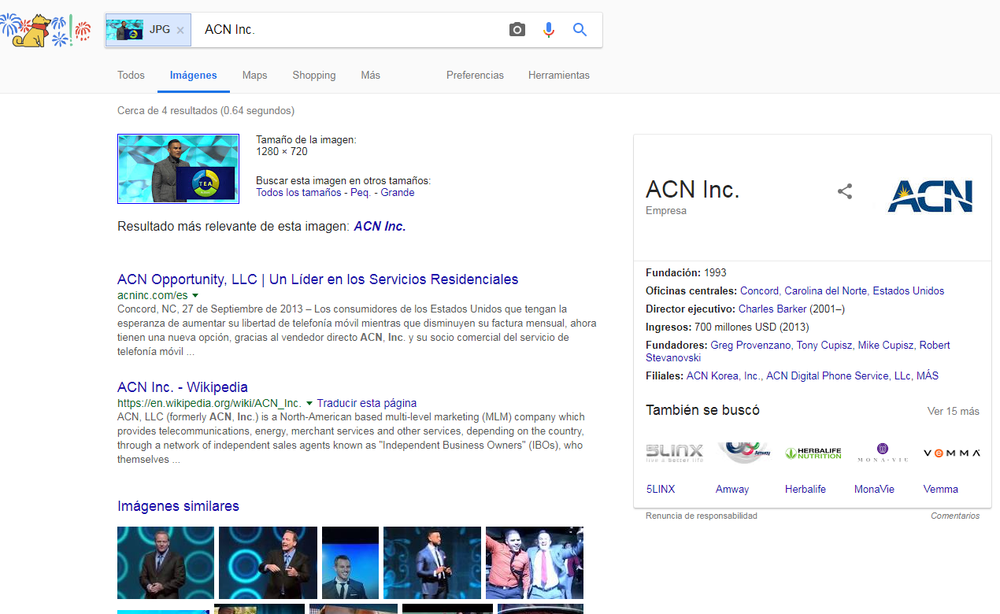 JPG × ACN Inc.
Todos Imágenes Maps Shopping Más Preferencias Herramientas
Cerca de 4 resultados (0.64 segundos)
TEA
Tamaño de la imagen:
1280 × 720
Buscar esta imagen en otros tamaños:
Todos los tamaños - Peq. - Grande
Resultado más relevante de esta imagen: ACN Inc.
ACN Opportunity, LLC | Un Líder en los Servicios Residenciales
acninc.com/es
Concord, NC, 27 de Septiembre de 2013 – Los consumidores de los Estados Unidos que tengan la
esperanza de aumentar su libertad de telefonía móvil mientras que disminuyen su factura mensual, ahora
tienen una nueva opción, gracias al vendedor directo ACN, Inc. y su socio comercial del servicio de
telefonía móvil ...
ACN Inc. - Wikipedia
https://en.wikipedia.org/wiki/ACN_Inc. Traducir esta página
ACN, LLC (formerly ACN, Inc.) is a North-American based multi-level marketing (MLM) company which
provides telecommunications, energy, merchant services and other services, depending on the country,
through a network of independent sales agents known as "Independent Business Owners" (IBOs), who
themselves ...
Imágenes similares
ACN Inc.
Empresa
ACN
Fundación: 1993
Oficinas centrales: Concord, Carolina del Norte, Estados Unidos
Director ejecutivo: Charles Barker (2001–)
Ingresos: 700 millones USD (2013)
Fundadores: Greg Provenzano, Tony Cupisz, Mike Cupisz, Robert
Stevanovski
Filiales: ACN Korea, Inc., ACN Digital Phone Service, LLc, MÁS
También se buscó
Ver 15 más
5LINX Amway HERBALIFE MONA·VIE VEMMA
live a better life NUTRITION
5LINX Amway Herbalife MonaVie Vemma
Renuncia de responsabilidad
Comentarios